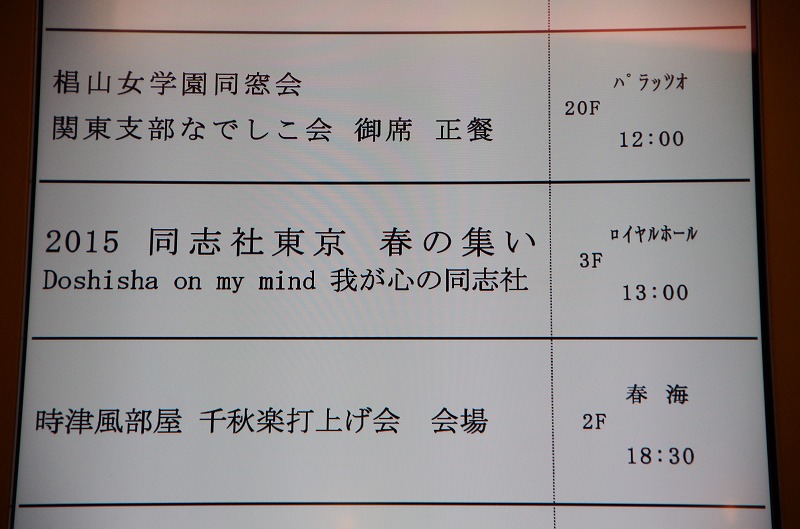 椙山女学園同窓会
関東支部なでしこ会 御席 正餐
パラッツオ
20F
12:00
2015 同志社東京 春の集い
Doshisha on my mind 我が心の同志社
ロイヤルホール
3F
13:00
時津風部屋 千秋楽打上げ会 会場
春 海
2F
18:30